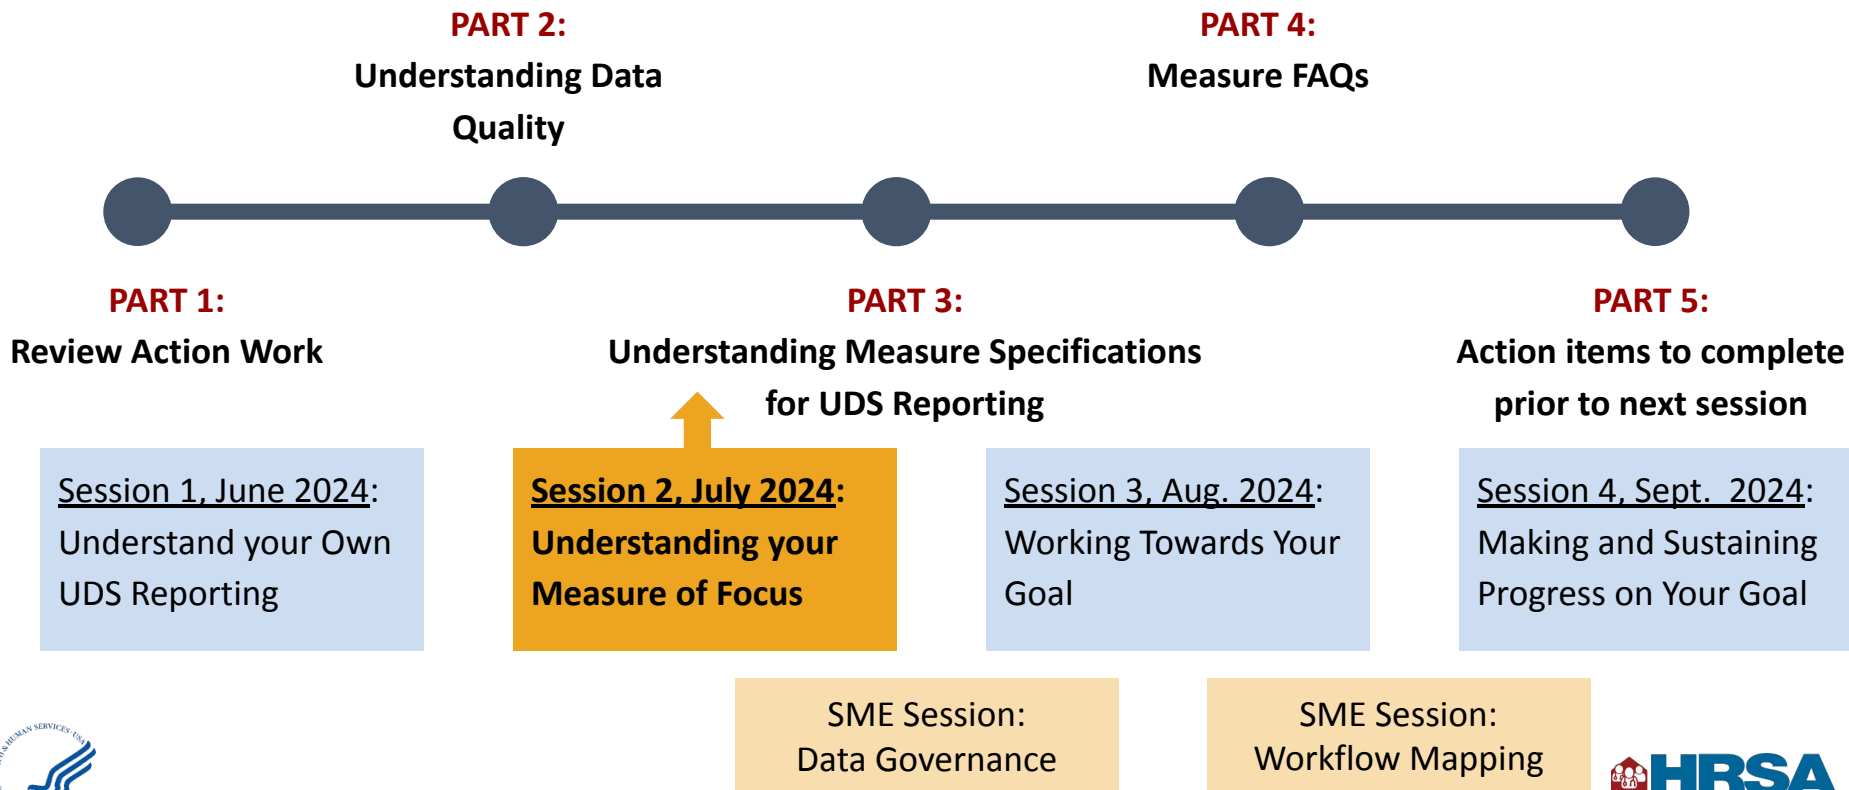 PART 2:
Understanding Data
Quality
PART 4:
Measure FAQs
PART 1:
Review Action Work
PART 3:
Understanding Measure Specifications
for UDS Reporting
PART 5:
Action items to complete
prior to next session
Session 1, June 2024:
Understand your Own
UDS Reporting
Session 2, July 2024:
Understanding your
Measure of Focus
Session 3, Aug. 2024:
Working Towards Your
Goal
Session 4, Sept. 2024:
Making and Sustaining
Progress on Your Goal
SME Session:
Data Governance
SME Session:
Workflow Mapping
& HUMAN SERVICES · USA
HRSA